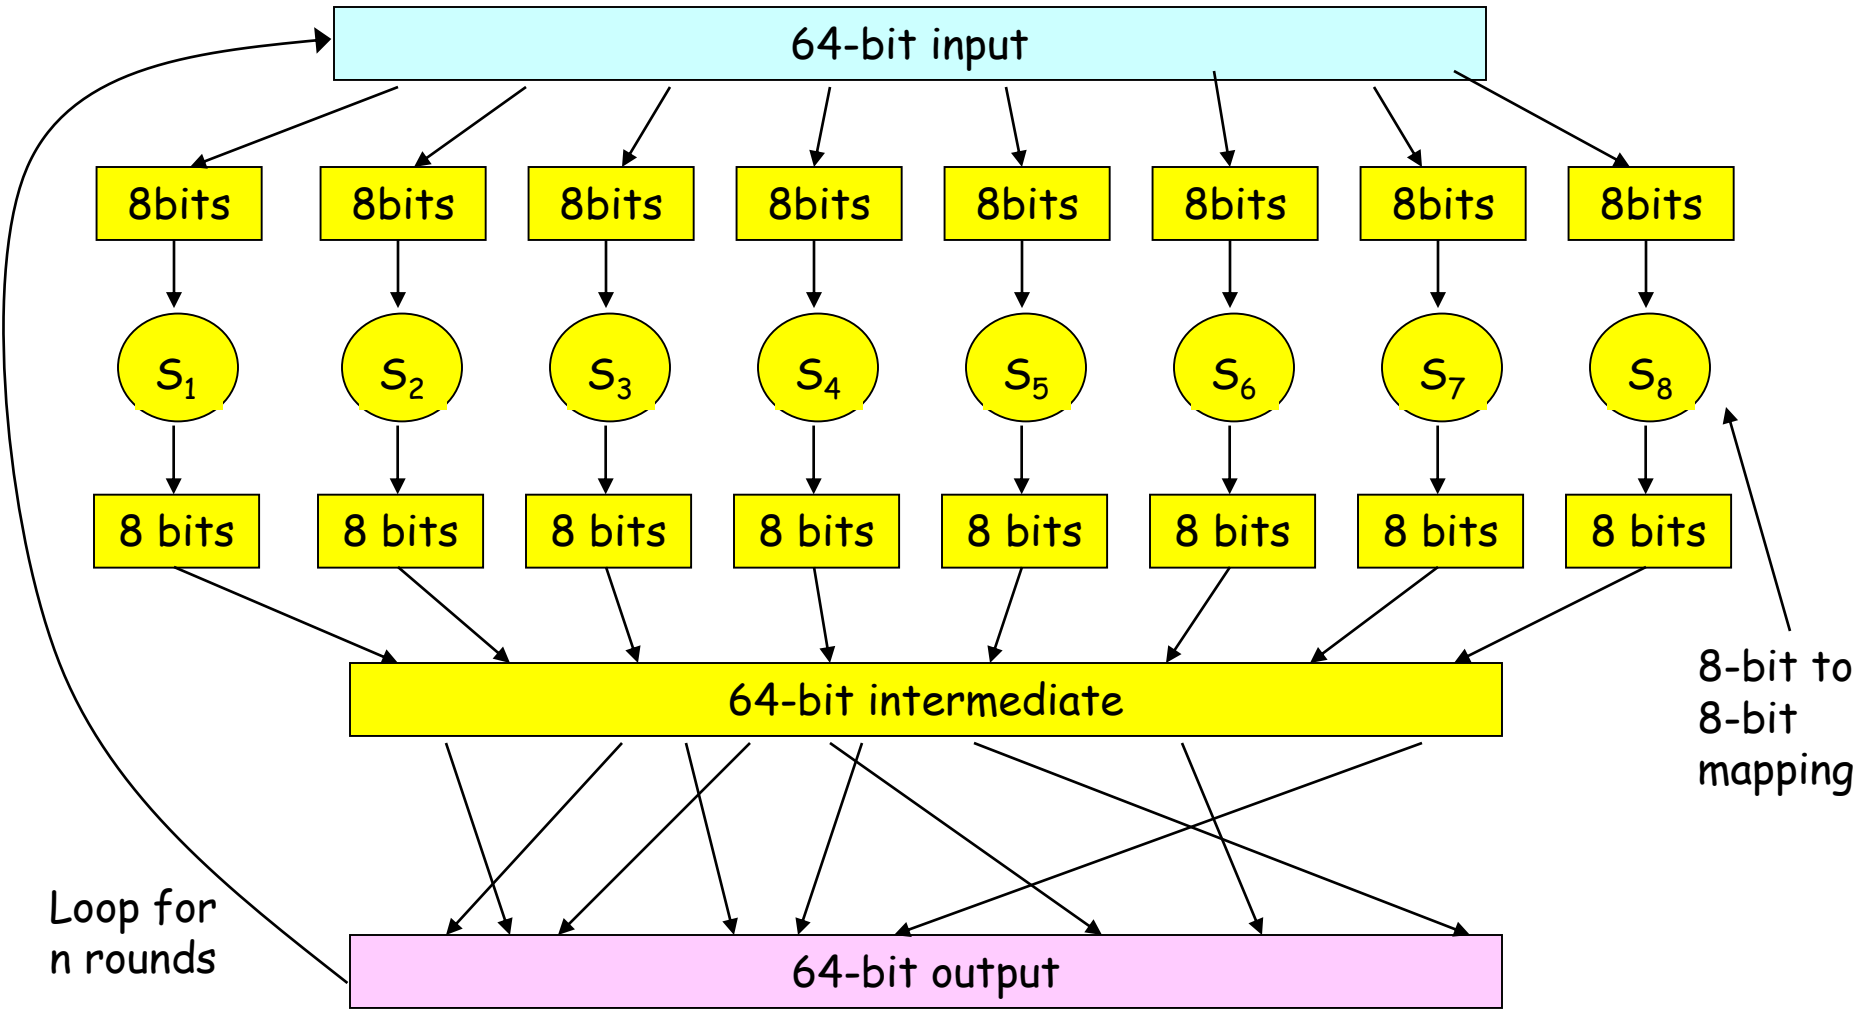 64-bit input
8bits 8bits 8bits 8bits 8bits 8bits 8bits 8bits
S1 S2 S3 S4 S5 S6 S7 S8
8 bits 8 bits 8 bits 8 bits 8 bits 8 bits 8 bits 8 bits
64-bit intermediate
8-bit to
8-bit
mapping
Loop for
n rounds
64-bit output